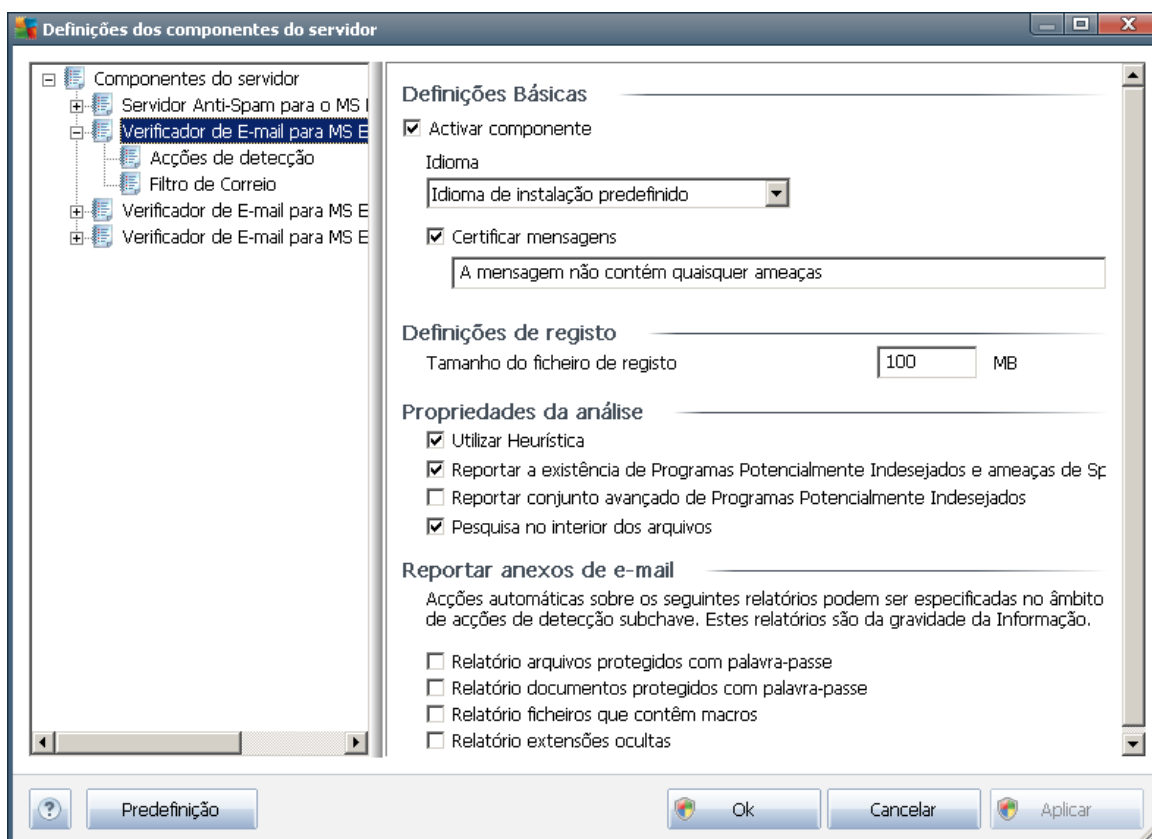 Definições dos componentes do servidor
Componentes do servidor
Servidor Anti-Spam para o MS
Verificador de E-mail para MS E
Acções de detecção
Filtro de Correio
Verificador de E-mail para MS E
Verificador de E-mail para MS E
Definições Básicas
Activar componente
Idioma
Idioma de instalação predefinido
Certificar mensagens
A mensagem não contém quaisquer ameaças
Definições de registo
Tamanho do ficheiro de registo 100 MB
Propriedades da análise
Utilizar Heurística
Reportar a existência de Programas Potencialmente Indesejados e ameaças de Sp
Reportar conjunto avançado de Programas Potencialmente Indesejados
Pesquisa no interior dos arquivos
Reportar anexos de e-mail
Acções automáticas sobre os seguintes relatórios podem ser especificadas no âmbito
de acções de detecção subchave. Estes relatórios são da gravidade da Informação.
Relatório arquivos protegidos com palavra-passe
Relatório documentos protegidos com palavra-passe
Relatório ficheiros que contêm macros
Relatório extensões ocultas
? Predefinição Ok Cancelar Aplicar